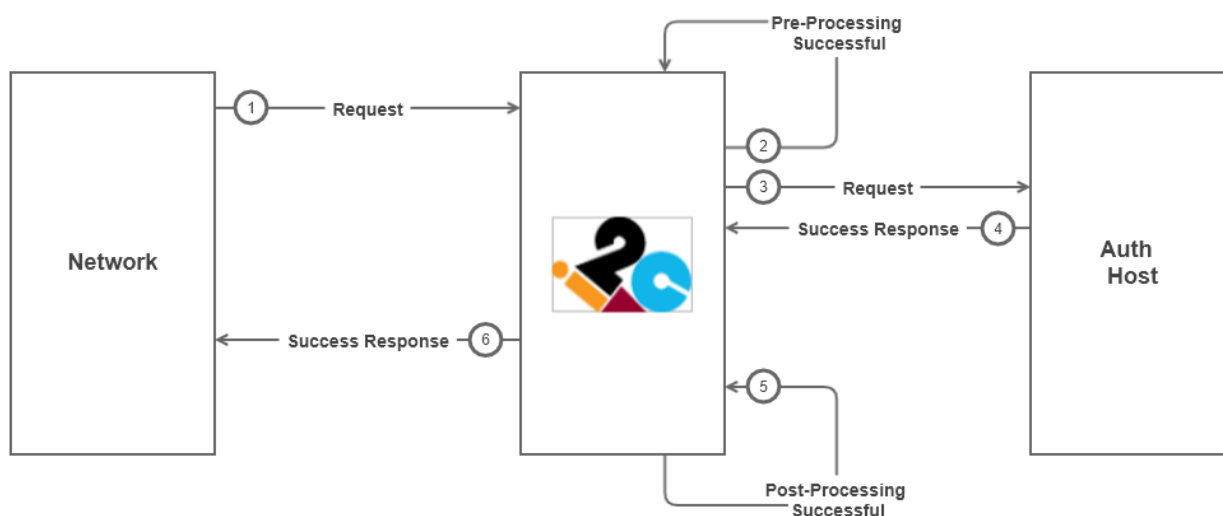 Pre-Processing
Successful
1
Request
2
3
Request
Success Response
4
Network
i2c
Auth
Host
Success Response
6
5
Post-Processing
Successful